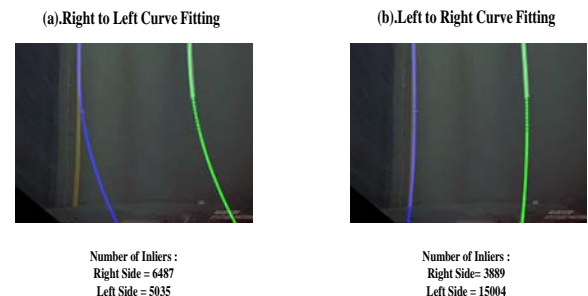 (a).Right to Left Curve Fitting
(b).Left to Right Curve Fitting
Number of Inliers :
Right Side = 6487
Left Side = 5035
Number of Inliers :
Right Side= 3889
Left Side = 15004